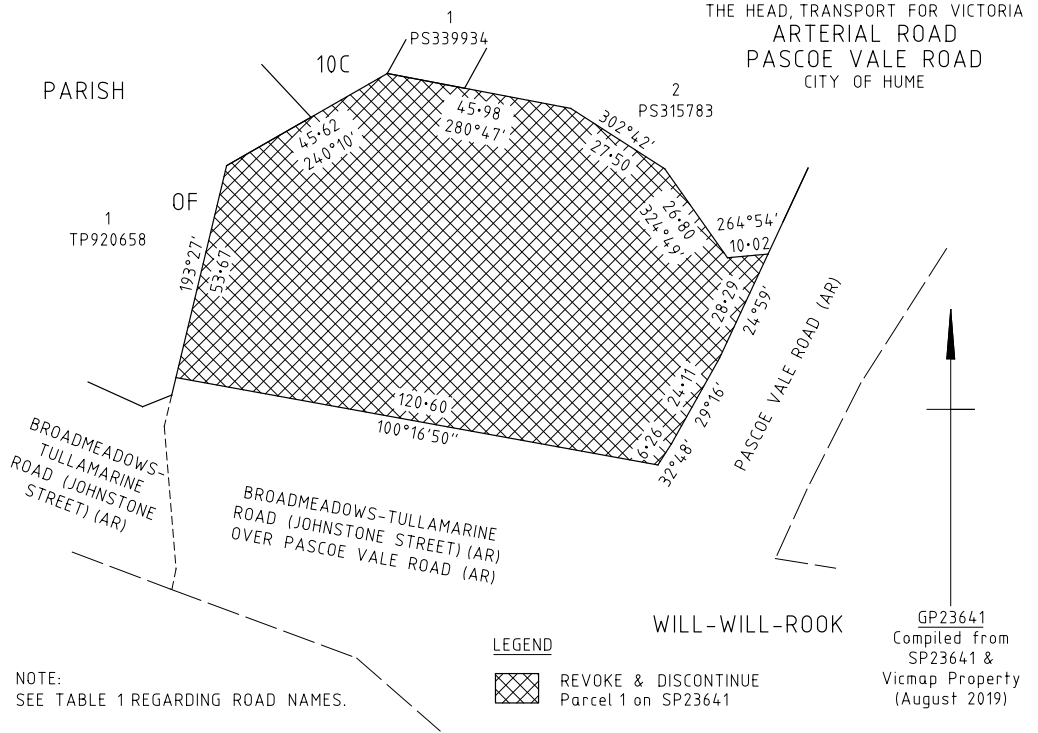 THE HEAD, TRANSPORT FOR VICTORIA
ARTERIAL ROAD
PASCOE VALE ROAD
CITY OF HUME
1
PS339934
10C
PARISH
2
PS315783
45·62
240°10'
45·98
280°47'
302°42'
27·50
OF
1
TP920658
26·80
324°49'
264°54'
10·02
193°27'
53·67
28·29
24°59'
PASCOE VALE ROAD (AR)
24·11
29°16'
120·60
100°16'50"
6·26
32°48'
BROADMEADOWS-
TULLAMARINE
ROAD (JOHNSTONE
STREET) (AR)
BROADMEADOWS-TULLAMARINE
ROAD (JOHNSTONE STREET) (AR)
OVER PASCOE VALE ROAD (AR)
WILL-WILL-ROOK
GP23641
Compiled from
SP23641 &
Vicmap Property
(August 2019)
LEGEND
REVOKE & DISCONTINUE
Parcel 1 on SP23641
NOTE:
SEE TABLE 1 REGARDING ROAD NAMES.